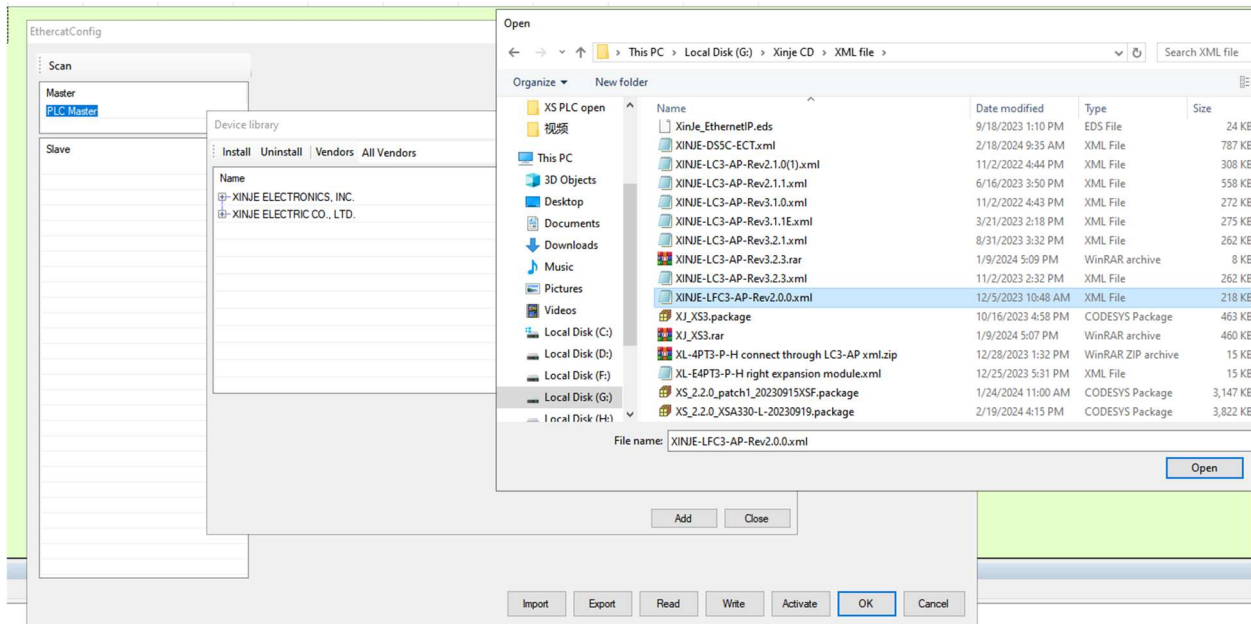 EthercatConfig
Scan
Master
PLC Master
Slave
Device library
Install Uninstall Vendors All Vendors
Name
XINJE ELECTRONICS, INC.
XINJE ELECTRIC CO., LTD.
Add Close
Import Export Read Write Activate OK Cancel
Open
This PC > Local Disk (G:) > Xinje CD > XML file >
Search XML file
Organize New folder
XS PLC open
视频
This PC
3D Objects
Desktop
Documents
Downloads
Music
Pictures
Videos
Local Disk (C:)
Local Disk (D:)
Local Disk (F:)
Local Disk (G:)
Local Disk (H:)
Name Date modified Type Size
XinJe_EthernetIP.eds 9/18/2023 1:10 PM EDS File 24 KB
XINJE-DS5C-ECT.xml 2/18/2024 9:35 AM XML File 787 KB
XINJE-LC3-AP-Rev2.1.0(1).xml 11/2/2022 4:44 PM XML File 308 KB
XINJE-LC3-AP-Rev2.1.1.xml 6/16/2023 3:50 PM XML File 558 KB
XINJE-LC3-AP-Rev3.1.0.xml 11/2/2022 4:43 PM XML File 272 KB
XINJE-LC3-AP-Rev3.1.1E.xml 3/21/2023 2:18 PM XML File 275 KB
XINJE-LC3-AP-Rev3.2.1.xml 8/31/2023 3:32 PM XML File 262 KB
XINJE-LC3-AP-Rev3.2.3.rar 1/9/2024 5:09 PM WinRAR archive 8 KB
XINJE-LC3-AP-Rev3.2.3.xml 11/2/2023 2:32 PM XML File 262 KB
XINJE-LFC3-AP-Rev2.0.0.xml 12/5/2023 10:48 AM XML File 218 KB
XJ_XS3.package 10/16/2023 4:58 PM CODESYS Package 463 KB
XJ_XS3.rar 1/9/2024 5:07 PM WinRAR archive 460 KB
XL-4PT3-P-H connect through LC3-AP xml.zip 12/28/2023 1:32 PM WinRAR ZIP archive 15 KB
XL-E4PT3-P-H right expansion module.xml 12/25/2023 5:31 PM XML File 15 KB
XS_2.2.0_patch1_20230915XSF.package 1/24/2024 11:00 AM CODESYS Package 3,147 KB
XS_2.2.0_XSA330-L-20230919.package 2/19/2024 4:15 PM CODESYS Package 3,822 KB
File name: XINJE-LFC3-AP-Rev2.0.0.xml
Open